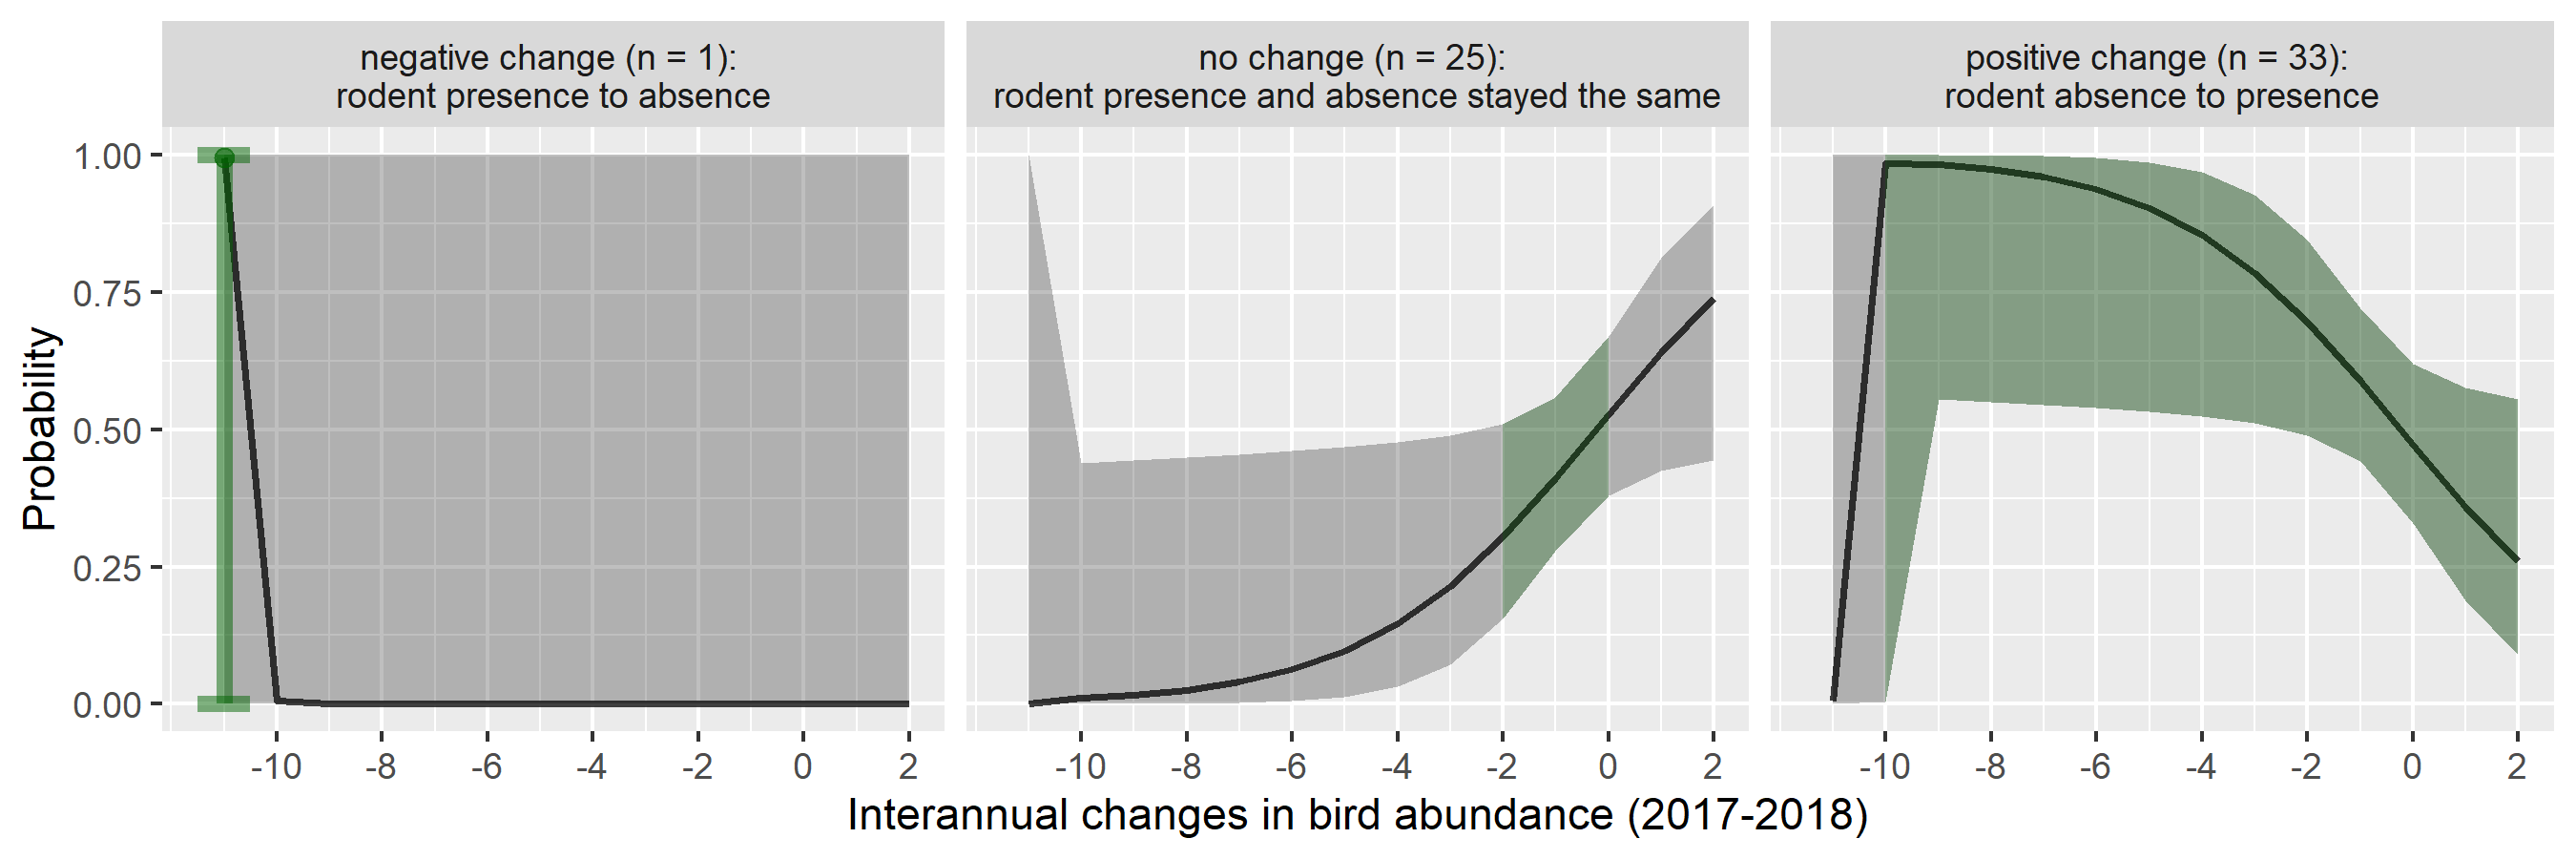 negative change (n = 1):
rodent presence to absence
no change (n = 25):
rodent presence and absence stayed the same
positive change (n = 33):
rodent absence to presence
Probability
1.00
0.75
0.50
0.25
0.00
-10 -8 -6 -4 -2 0 2
-10 -8 -6 -4 -2 0 2
-10 -8 -6 -4 -2 0 2
Interannual changes in bird abundance (2017-2018)